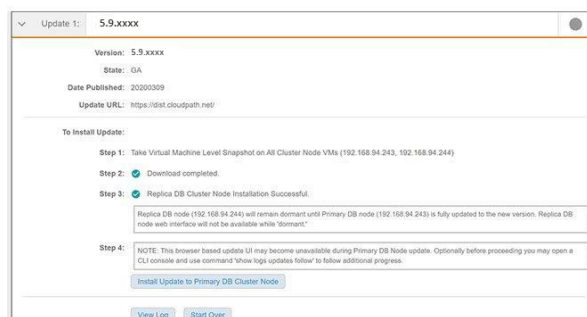 Update 1: 5.9.xxxx
Version: 5.9.xxxx
State: GA
Date Published: 20200309
Update URL: https://dist.cloudpath.net/
To Install Update:
Step 1: Take Virtual Machine Level Snapshot on All Cluster Node VMs (192.168.94.243, 192.168.94.244)
Step 2: Download completed.
Step 3: Replica DB Cluster Node Installation Successful.
Replica DB node (192.168.94.244) will remain dormant until Primary DB node (192.168.94.243) is fully updated to the new version. Replica DB
node web interface will not be available while 'dormant.'
Step 4: NOTE: This browser based update UI may become unavailable during Primary DB Node update. Optionally before proceeding you may open a
CLI console and use command 'show logs updates follow' to follow additional progress.
Install Update to Primary DB Cluster Node
View Log Start Over